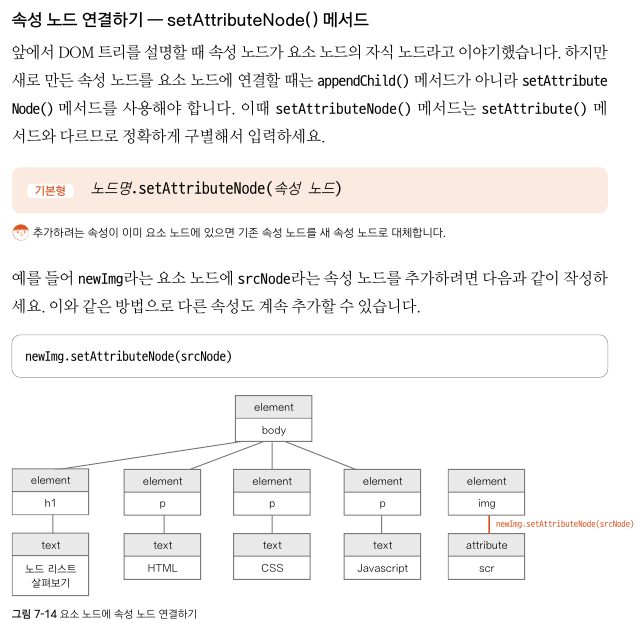 속성 노드 연결하기 — setAttributeNode() 메서드
앞에서 DOM 트리를 설명할 때 속성 노드가 요소 노드의 자식 노드라고 이야기했습니다. 하지만
새로 만든 속성 노드를 요소 노드에 연결할 때는 appendChild() 메서드가 아니라 setAttribute
Node() 메서드를 사용해야 합니다. 이때 setAttributeNode() 메서드는 setAttribute() 메
서드와 다르므로 정확하게 구별해서 입력하세요.
기본형 노드명.setAttributeNode(속성 노드)
추가하려는 속성이 이미 요소 노드에 있으면 기존 속성 노드를 새 속성 노드로 대체합니다.
예를 들어 newImg라는 요소 노드에 srcNode라는 속성 노드를 추가하려면 다음과 같이 작성하
세요. 이와 같은 방법으로 다른 속성도 계속 추가할 수 있습니다.
newImg.setAttributeNode(srcNode)
element
body
element element element element element
h1 p p p img
newImg.setAttributeNode(srcNode)
text text text text attribute
노드 리스트
살펴보기
HTML CSS Javascript scr
그림 7-14 요소 노드에 속성 노드 연결하기